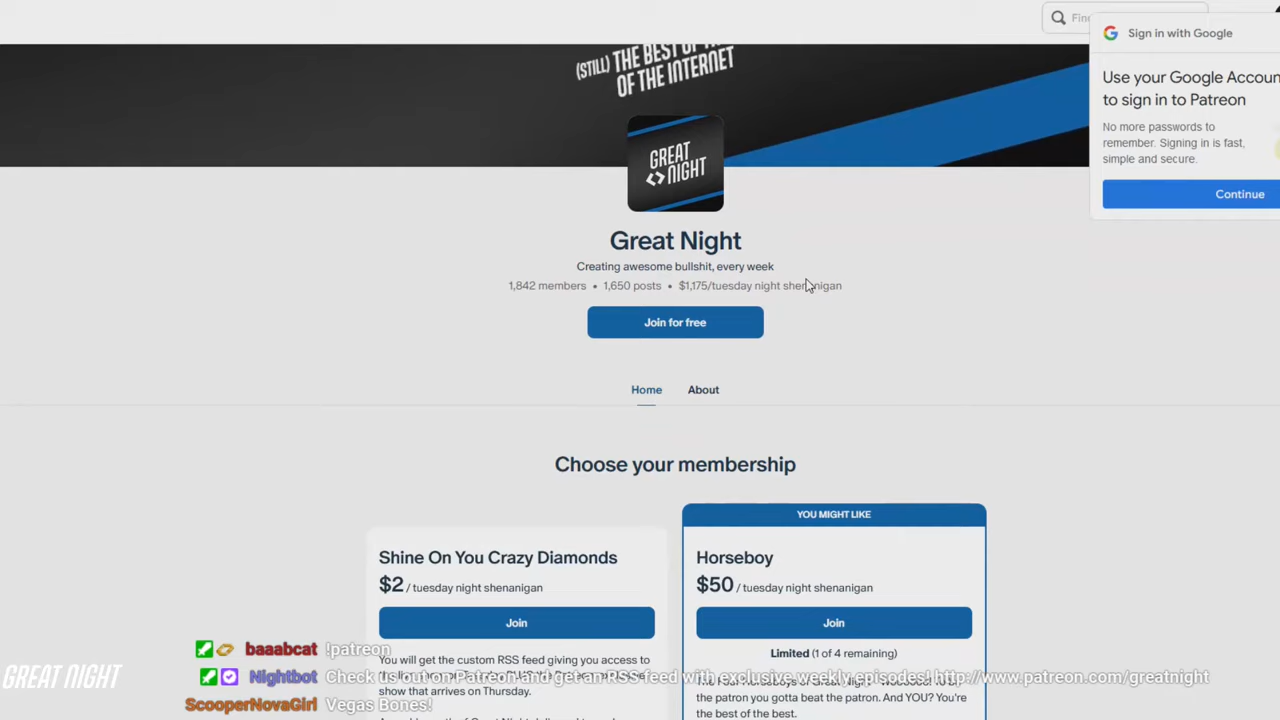 Find
Sign in with Google
Use your Google Accoun
to sign in to Patreon
No more passwords to
remember. Signing in is fast,
simple and secure.
Continue
(STILL) THE BEST OF
OF THE INTERNET
GREAT
NIGHT
Great Night
Creating awesome bullshit, every week
1,842 members • 1,650 posts • $1,175/tuesday night shenanigan
Join for free
Home About
Choose your membership
Shine On You Crazy Diamonds
$2 / tuesday night shenanigan
Join
You will get the custom RSS feed giving you access to
show that arrives on Thursday.
YOU MIGHT LIKE
Horseboy
$50 / tuesday night shenanigan
Join
Limited (1 of 4 remaining)
the patron you gotta beat the patron. And YOU? You're
the best of the best.
baaabcat !patreon
Nightbot Check out our Patreon and get an RSS feed with exclusive weekly episodes! http://www.patreon.com/greatnight
ScooperNovaGirl Vegas Bones!
GREAT NIGHT